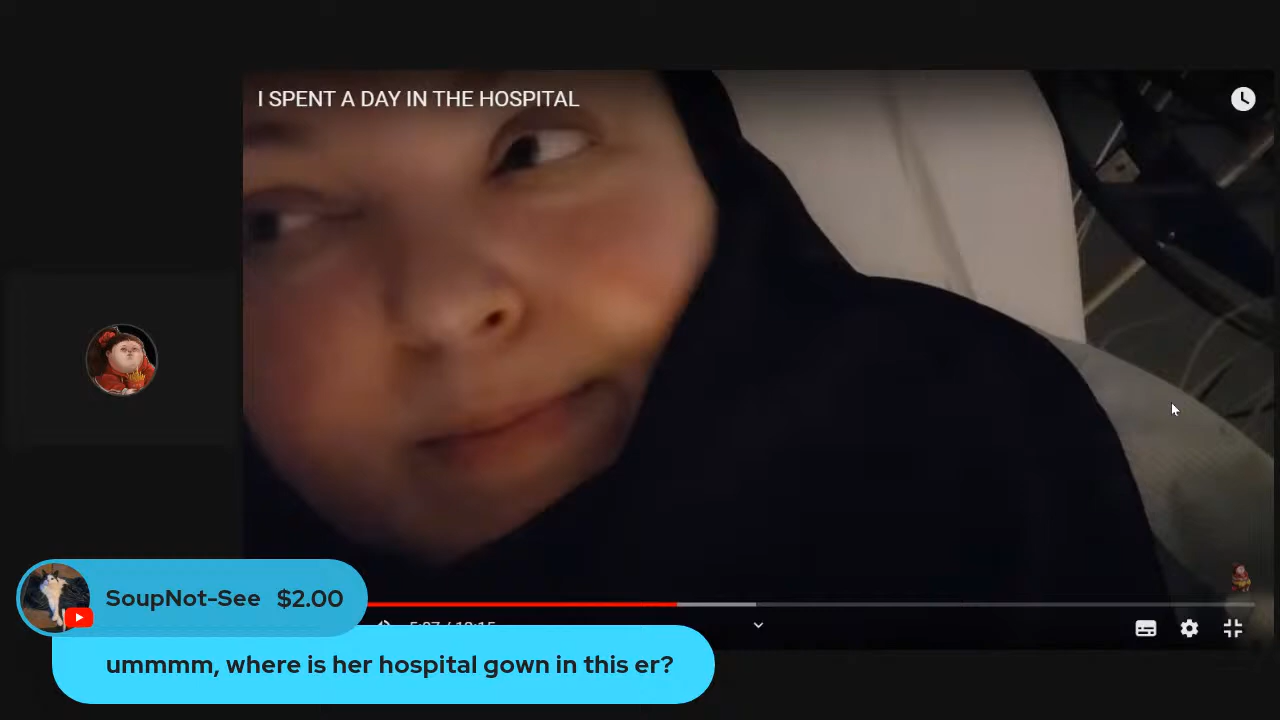 I SPENT A DAY IN THE HOSPITAL
SoupNot-See $2.00
ummmm, where is her hospital gown in this er?